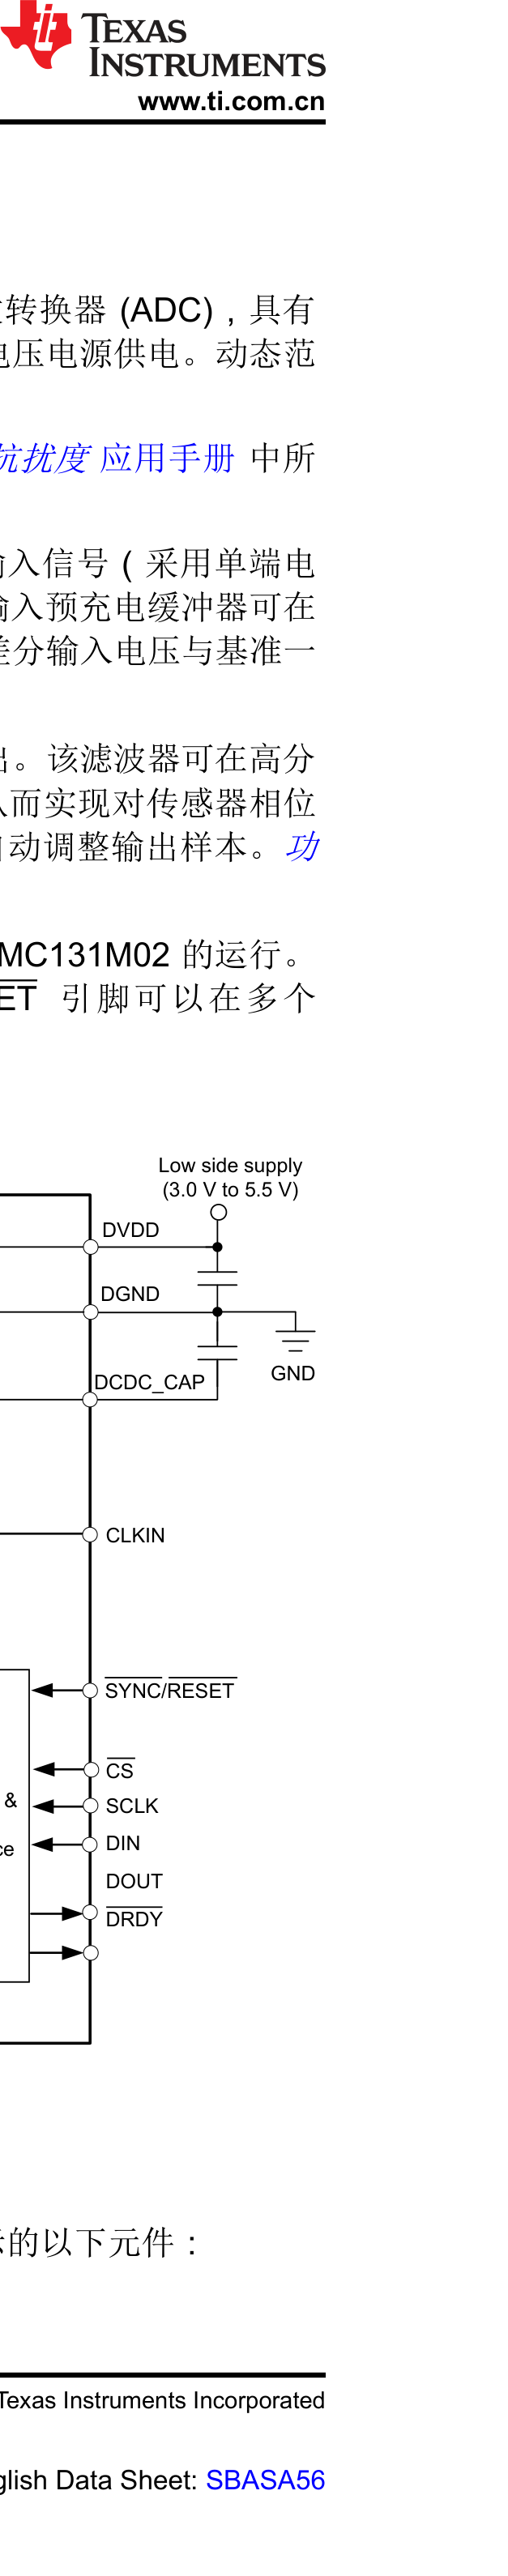 TEXAS
INSTRUMENTS
www.ti.com.cn
转换器 (ADC)，具有
电压电源供电。动态范
抗扰度 应用手册 中所
输入信号（采用单端电
输入预充电缓冲器可在
差分输入电压与基准一
出。该滤波器可在高分
从而实现对传感器相位
自动调整输出样本。功
MC131M02 的运行。
ET 引脚可以在多个
Low side supply
(3.0 V to 5.5 V)
DVDD
DGND
DCDC_CAP
GND
CLKIN
SYNC/RESET
CS
&
SCLK
ce
DIN
DOUT
DRDY
的以下元件：
Texas Instruments Incorporated
glish Data Sheet: SBASA56